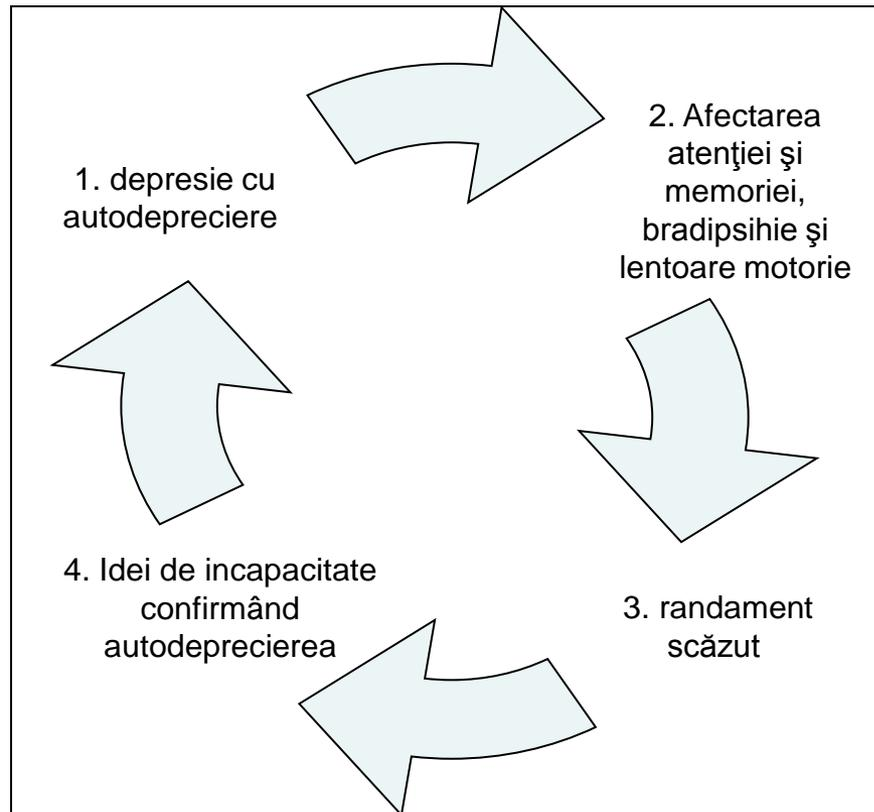 1. depresie cu
autodepreciere
2. Afectarea
atenţiei şi
memoriei,
bradipsihie şi
lentoare motorie
3. randament
scăzut
4. Idei de incapacitate
confirmând
autodeprecierea